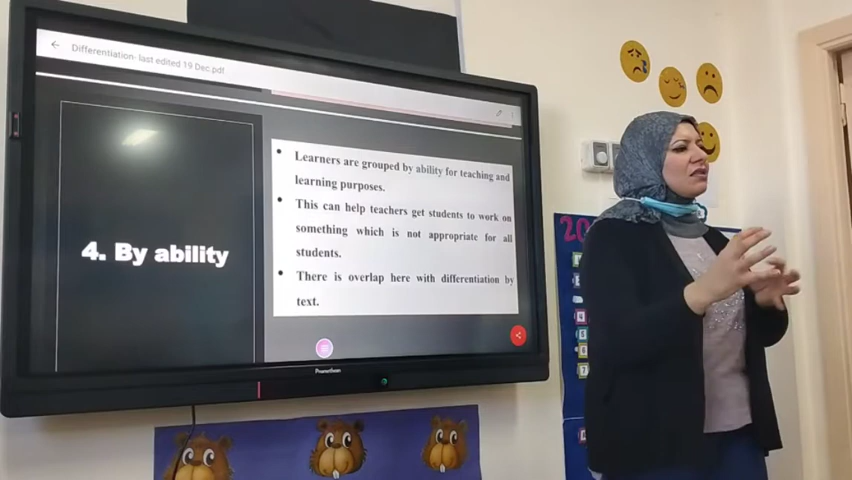 Differentiation- last edited 19 Dec.pdf
4. By ability
• Learners are grouped by ability for teaching and
learning purposes.
• This can help teachers get students to work on
something which is not appropriate for all
students.
• There is overlap here with differentiation by
text.
Promethean